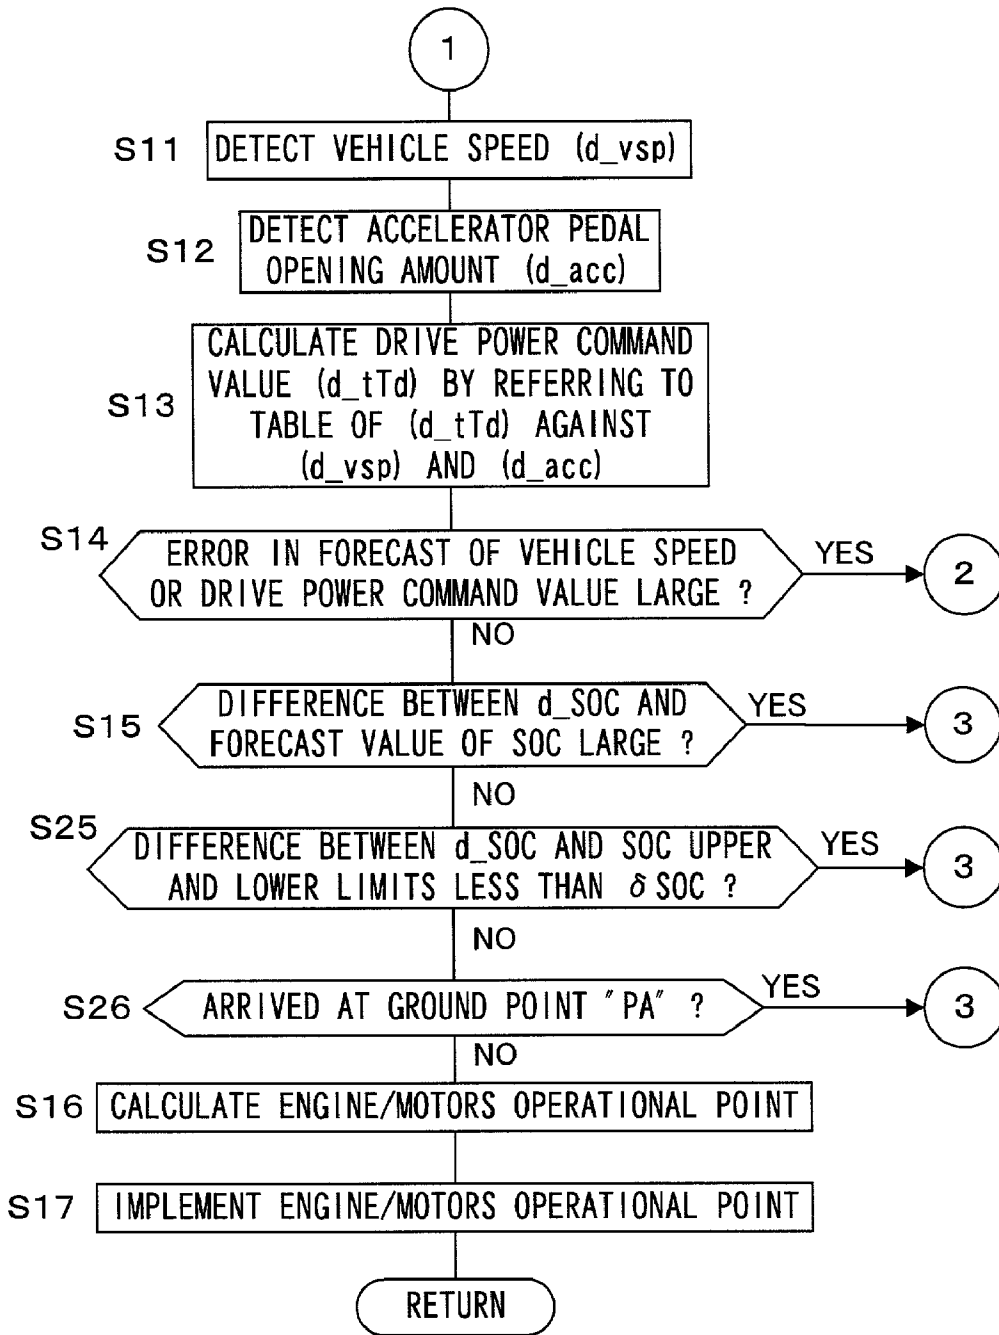 1
S11 DETECT VEHICLE SPEED (d_vsp)
S12 DETECT ACCELERATOR PEDAL
OPENING AMOUNT (d_acc)
CALCULATE DRIVE POWER COMMAND
VALUE (d_tTd) BY REFERRING TO
S13
TABLE OF (d_tTd) AGAINST
(d_vsp) AND (d_acc)
S14
ERROR IN FORECAST OF VEHICLE SPEED
OR DRIVE POWER COMMAND VALUE LARGE ?
YES
2
NO
S15
DIFFERENCE BETWEEN d_SOC AND
FORECAST VALUE OF SOC LARGE ?
YES
3
NO
S25
DIFFERENCE BETWEEN d_SOC AND SOC UPPER
AND LOWER LIMITS LESS THAN δSOC ?
YES
3
NO
S26
ARRIVED AT GROUND POINT "PA" ?
YES
3
NO
S16 CALCULATE ENGINE/MOTORS OPERATIONAL POINT
S17 IMPLEMENT ENGINE/MOTORS OPERATIONAL POINT
RETURN